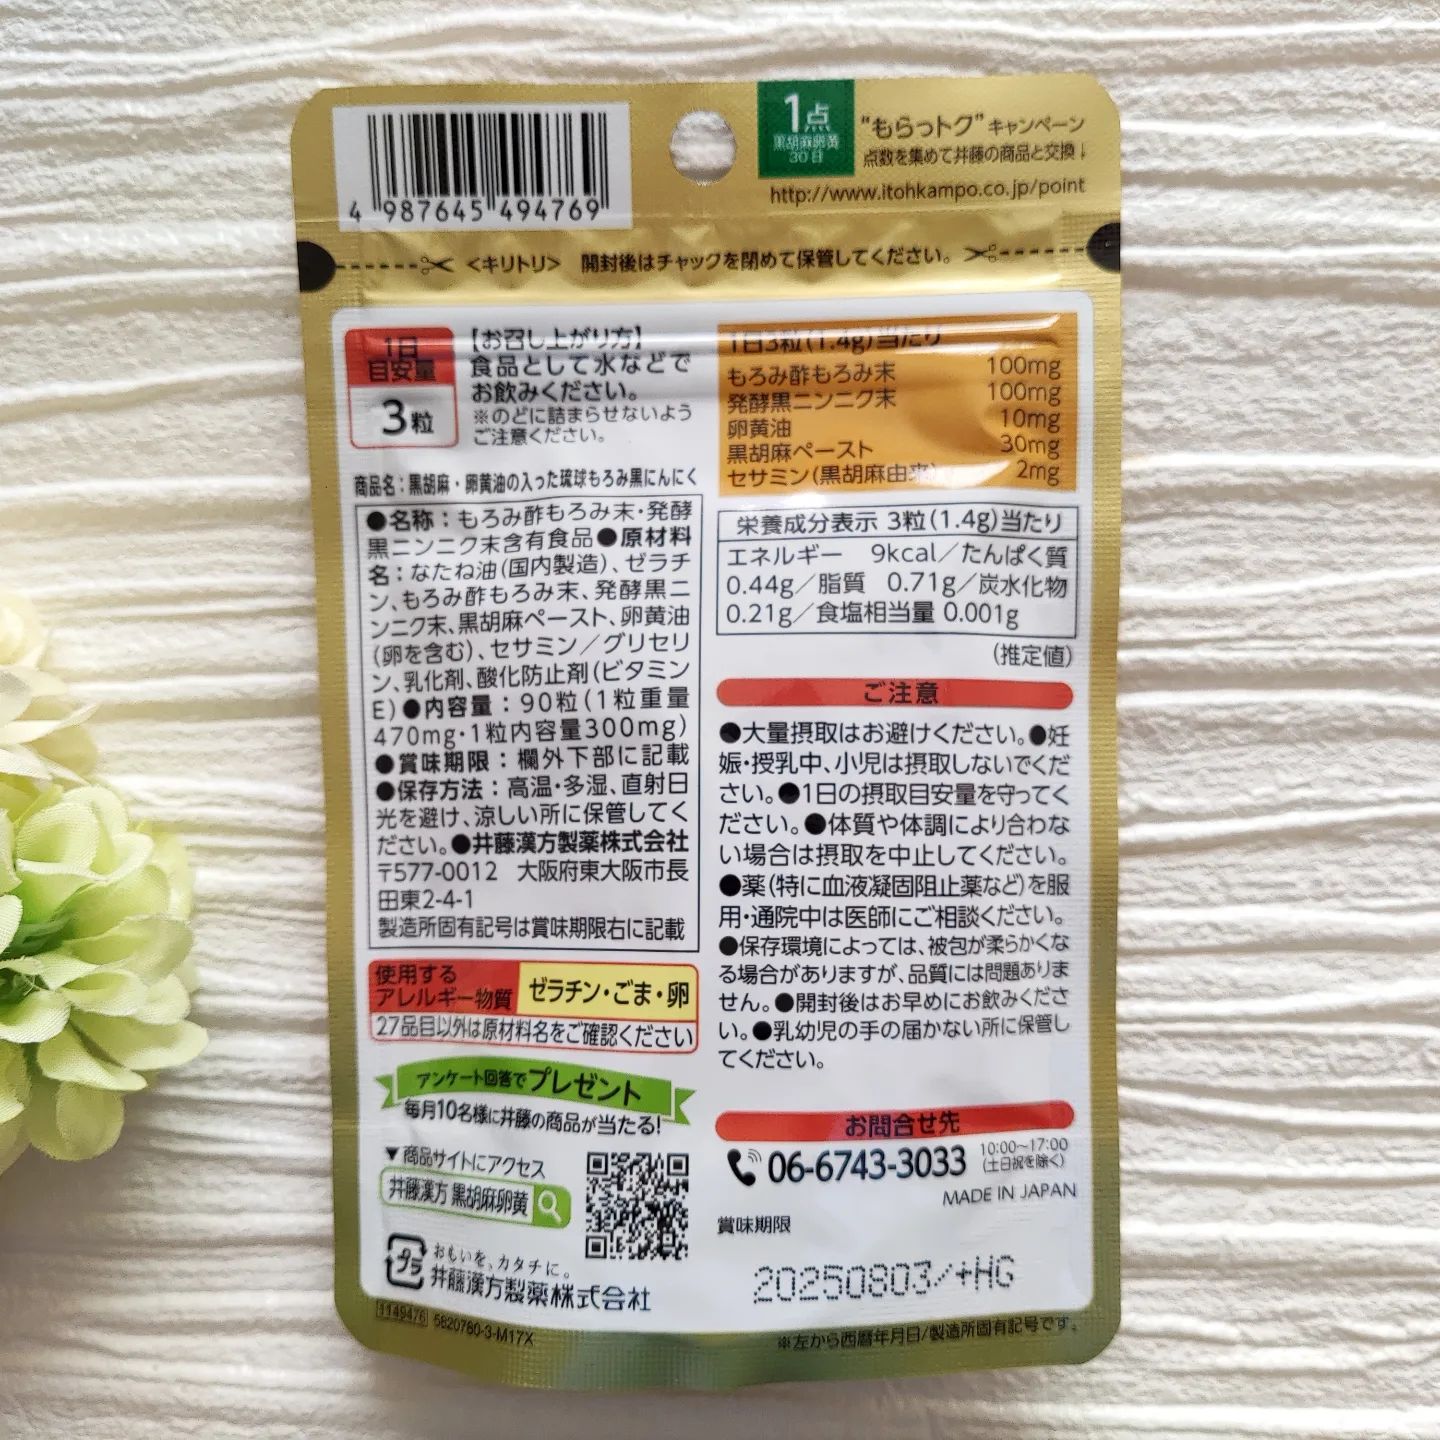 4 987645 494769
1点
黒胡麻卵黄
30日
“もらっトク”キャンペーン
点数を集めて井藤の商品と交換↓
http://www.itohkampo.co.jp/point
<キリトリ> 開封後はチャックを閉めて保管してください。
1日
目安量
3粒
【お召し上がり方】
食品として水などで
お飲みください。
※のどに詰まらせないよう
ご注意ください。
商品名：黒胡麻・卵黄油の入った琉球もろみ黒にんにく
●名称：もろみ酢もろみ末・発酵
黒ニンニク末含有食品●原材料
名：なたね油(国内製造)、ゼラチ
ン、もろみ酢もろみ末、発酵黒ニ
ンニク末、黒胡麻ペースト、卵黄油
(卵を含む)、セサミン／グリセリ
ン、乳化剤、酸化防止剤(ビタミン
E)●内容量：90粒(1粒重量
470mg・1粒内容量300mg)
●賞味期限：欄外下部に記載
●保存方法：高温・多湿、直射日
光を避け、涼しい所に保管してく
ださい。●井藤漢方製薬株式会社
〒577-0012 大阪府東大阪市長
田東2-4-1
製造所固有記号は賞味期限右に記載
使用する
アレルギー物質
ゼラチン・ごま・卵
27品目以外は原材料名をご確認ください
アンケート回答でプレゼント
毎月10名様に井藤の商品が当たる!
▼商品サイトにアクセス
井藤漢方 黒胡麻卵黄
プラ
おもいを、カタチに。
井藤漢方製薬株式会社
1149476 5820780-3-M17X
1日3粒(1.4g)当たり
もろみ酢もろみ末 100mg
発酵黒ニンニク末 100mg
卵黄油 10mg
黒胡麻ペースト 30mg
セサミン(黒胡麻由来) 2mg
栄養成分表示 3粒(1.4g)当たり
エネルギー 9kcal／たんぱく質
0.44g／脂質 0.71g／炭水化物
0.21g／食塩相当量 0.001g
(推定値)
ご注意
●大量摂取はお避けください。●妊
娠・授乳中、小児は摂取しないでくだ
さい。●1日の摂取目安量を守ってく
ださい。●体質や体調により合わな
い場合は摂取を中止してください。
●薬(特に血液凝固阻止薬など)を服
用・通院中は医師にご相談ください。
●保存環境によっては、被包が柔らかくな
る場合がありますが、品質には問題ありま
せん。●開封後はお早めにお飲みくださ
い。●乳幼児の手の届かない所に保管し
てください。
お問合せ先
06-6743-3033
10:00〜17:00
(土日祝を除く)
MADE IN JAPAN
賞味期限
20250803/+HG
※左から西暦年月日/製造所固有記号です。